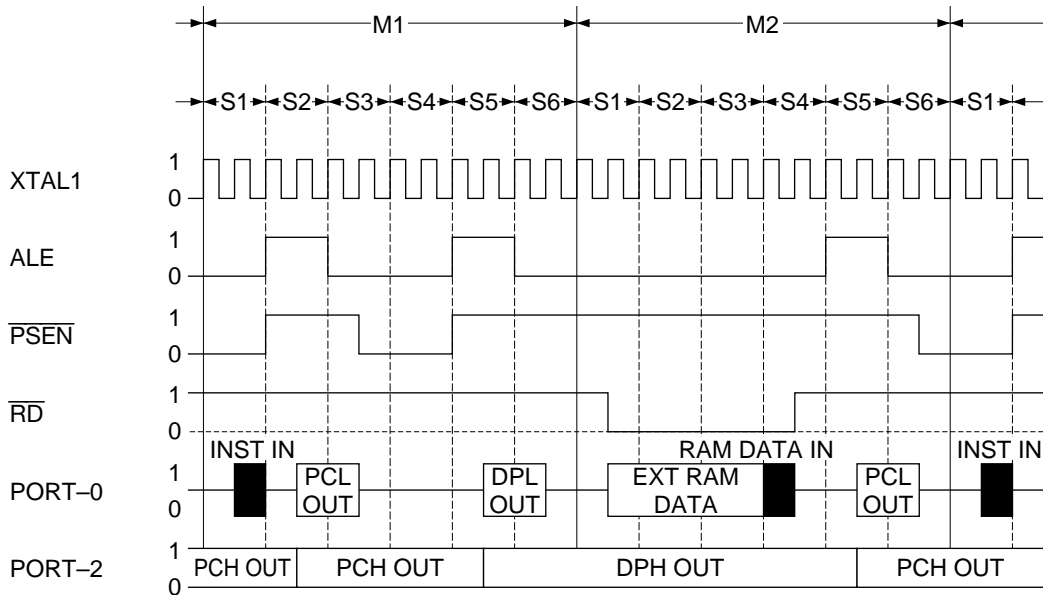 M1 M2
S1 S2 S3 S4 S5 S6 S1 S2 S3 S4 S5 S6 S1
XTAL1 1 0
ALE 1 0
PSEN 1 0
RD 1 0
INST IN RAM DATA IN INST IN
PORT–0 1 0 PCL OUT DPL OUT EXT RAM DATA PCL OUT
PORT–2 1 0 PCH OUT PCH OUT DPH OUT PCH OUT